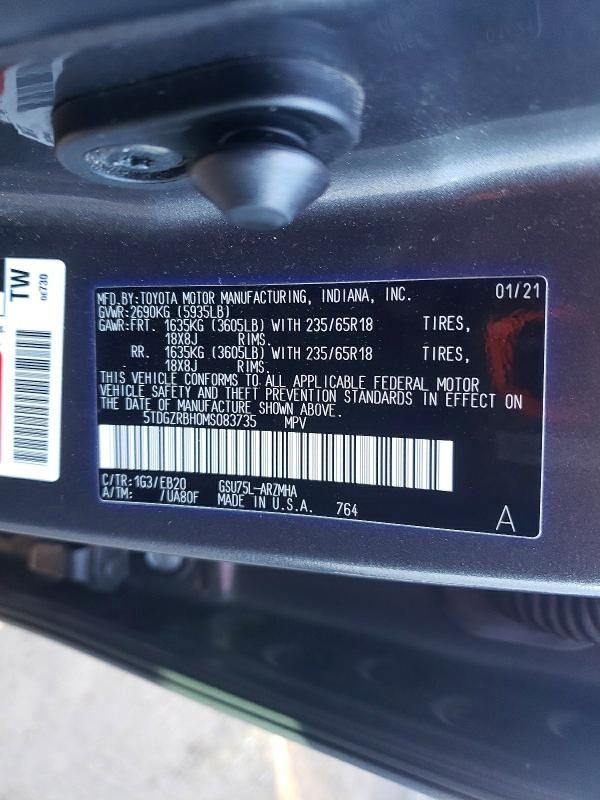 MFD.BY:TOYOTA MOTOR MANUFACTURING, INDIANA, INC. 01/21
GVWR:2690KG (5935LB)
GAWR:FRT. 1635KG (3605LB) WITH 235/65R18 TIRES,
18X8J RIMS.
RR. 1635KG (3605LB) WITH 235/65R18 TIRES,
18X8J RIMS.
THIS VEHICLE CONFORMS TO ALL APPLICABLE FEDERAL MOTOR
VEHICLE SAFETY AND THEFT PREVENTION STANDARDS IN EFFECT ON
THE DATE OF MANUFACTURE SHOWN ABOVE.
5TDGZRBH0MS083735 MPV
C/TR:1G3/EB20 GSU75L-ARZMHA
A/TM: /UA80F MADE IN U.S.A. 764
A
TW